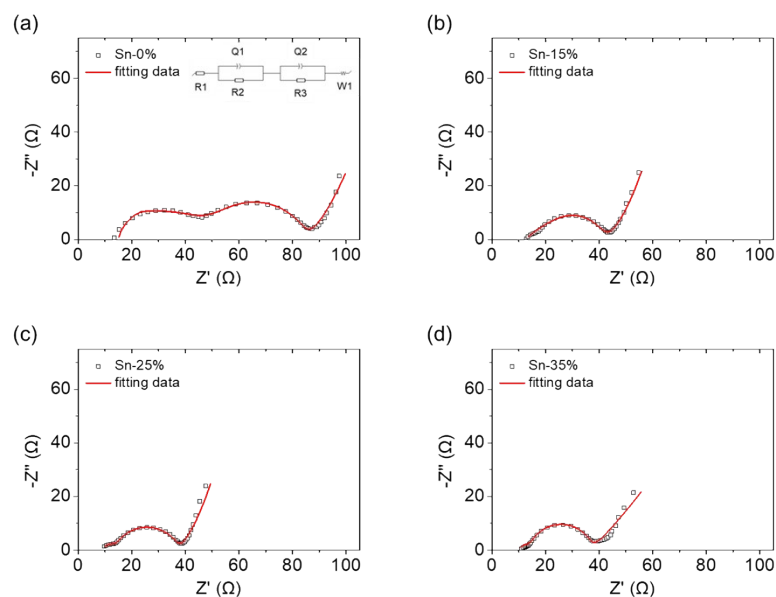 (a)
Sn-0%
fitting data
Q1
Q2
R1
R2
R3
W1
60
40
20
0
-Z" (Ω)
0
20
40
60
80
100
Z' (Ω)
(b)
Sn-15%
fitting data
60
40
20
0
-Z" (Ω)
0
20
40
60
80
100
Z' (Ω)
(c)
Sn-25%
fitting data
60
40
20
0
-Z" (Ω)
0
20
40
60
80
100
Z' (Ω)
(d)
Sn-35%
fitting data
60
40
20
0
-Z" (Ω)
0
20
40
60
80
100
Z' (Ω)